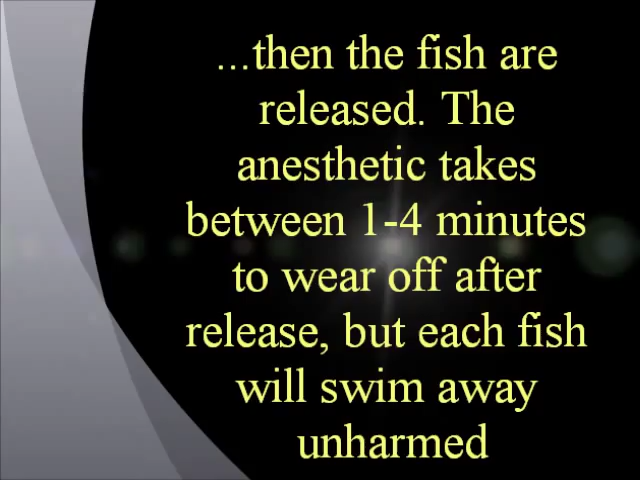 ...then the fish are
released. The
anesthetic takes
between 1-4 minutes
to wear off after
release, but each fish
will swim away
unharmed